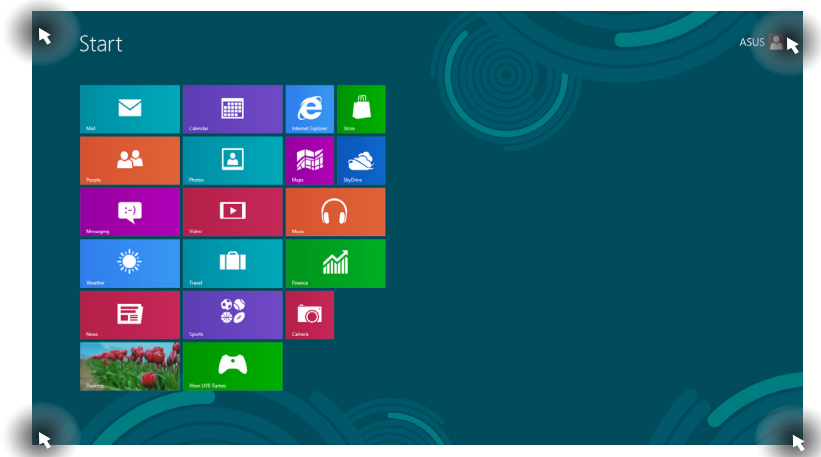 Start
ASUS
Mail
Calendar
Internet Explorer
Store
People
Photos
Maps
SkyDrive
Messaging
Video
Music
Weather
Travel
Finance
News
Sports
Camera
Desktop
Xbox LIVE Games